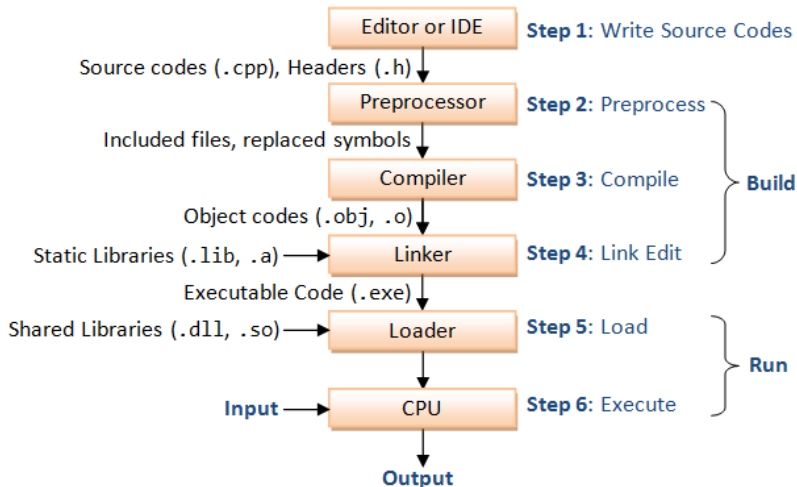 Editor or IDE
Step 1: Write Source Codes
Source codes (.cpp), Headers (.h)
Preprocessor
Step 2: Preprocess
Included files, replaced symbols
Compiler
Step 3: Compile
Build
Object codes (.obj, .o)
Static Libraries (.lib, .a)
Linker
Step 4: Link Edit
Executable Code (.exe)
Shared Libraries (.dll, .so)
Loader
Step 5: Load
Run
Input
CPU
Step 6: Execute
Output